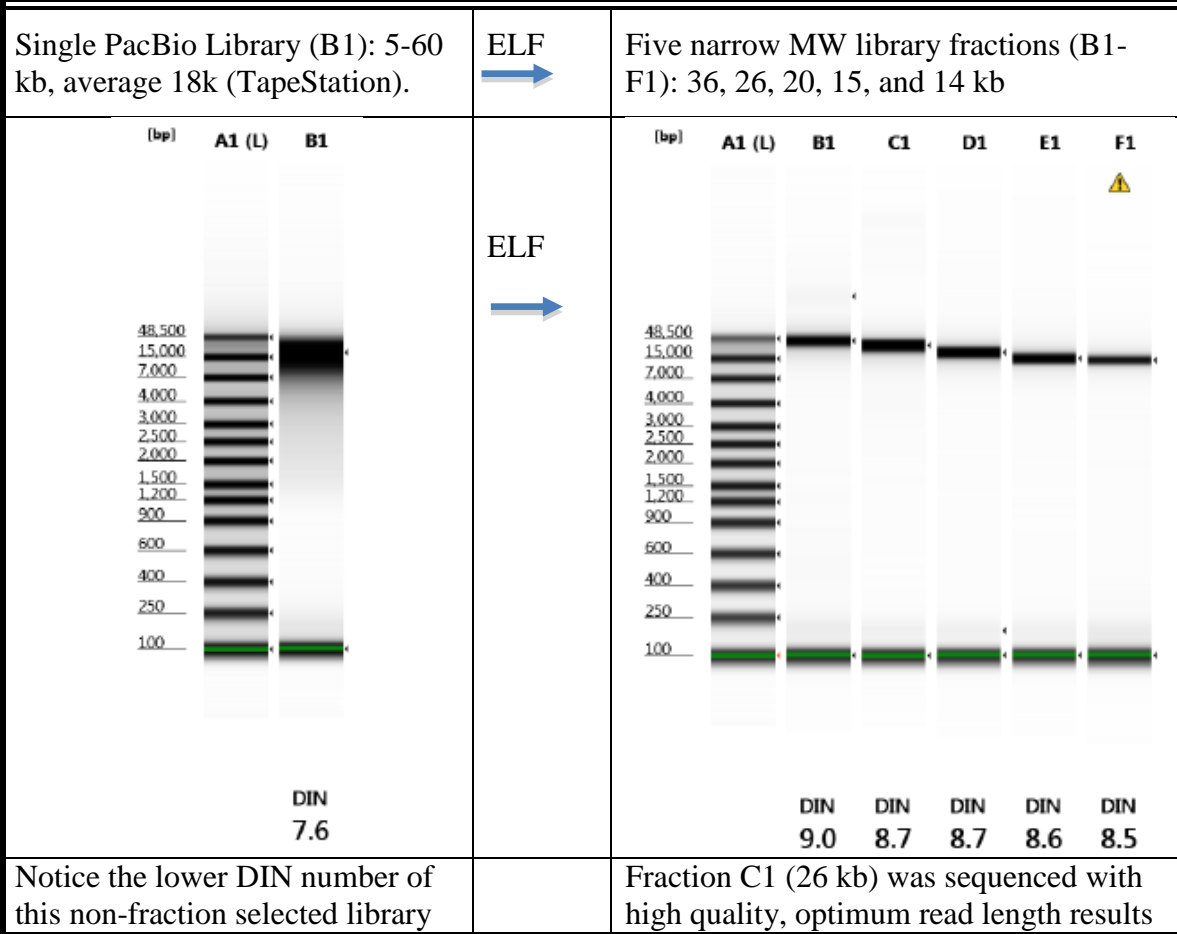 Single PacBio Library (B1): 5-60
kb, average 18k (TapeStation).
ELF
Five narrow MW library fractions (B1-
F1): 36, 26, 20, 15, and 14 kb
[bp]
A1 (L)
B1
48,500
15,000
7,000
4,000
3,000
2,500
2,000
1,500
1,200
900
600
400
250
100
DIN
7.6
ELF
[bp]
A1 (L)
B1
C1
D1
E1
F1
48,500
15,000
7,000
4,000
3,000
2,500
2,000
1,500
1,200
900
600
400
250
100
DIN DIN DIN DIN DIN
9.0 8.7 8.7 8.6 8.5
Notice the lower DIN number of
this non-fraction selected library
Fraction C1 (26 kb) was sequenced with
high quality, optimum read length results